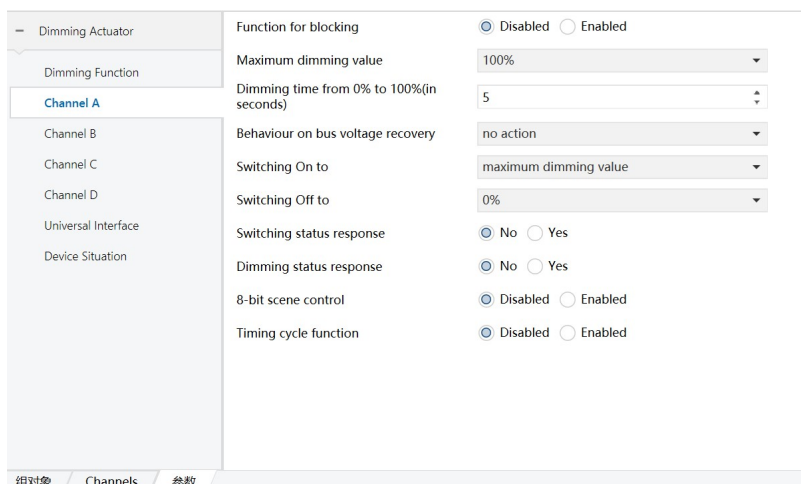 Dimming Actuator
Dimming Function
Channel A
Channel B
Channel C
Channel D
Universal Interface
Device Situation
Function for blocking Disabled Enabled
Maximum dimming value 100%
Dimming time from 0% to 100%(in
seconds) 5
Behaviour on bus voltage recovery no action
Switching On to maximum dimming value
Switching Off to 0%
Switching status response No Yes
Dimming status response No Yes
8-bit scene control Disabled Enabled
Timing cycle function Disabled Enabled
组对象 Channels 参数